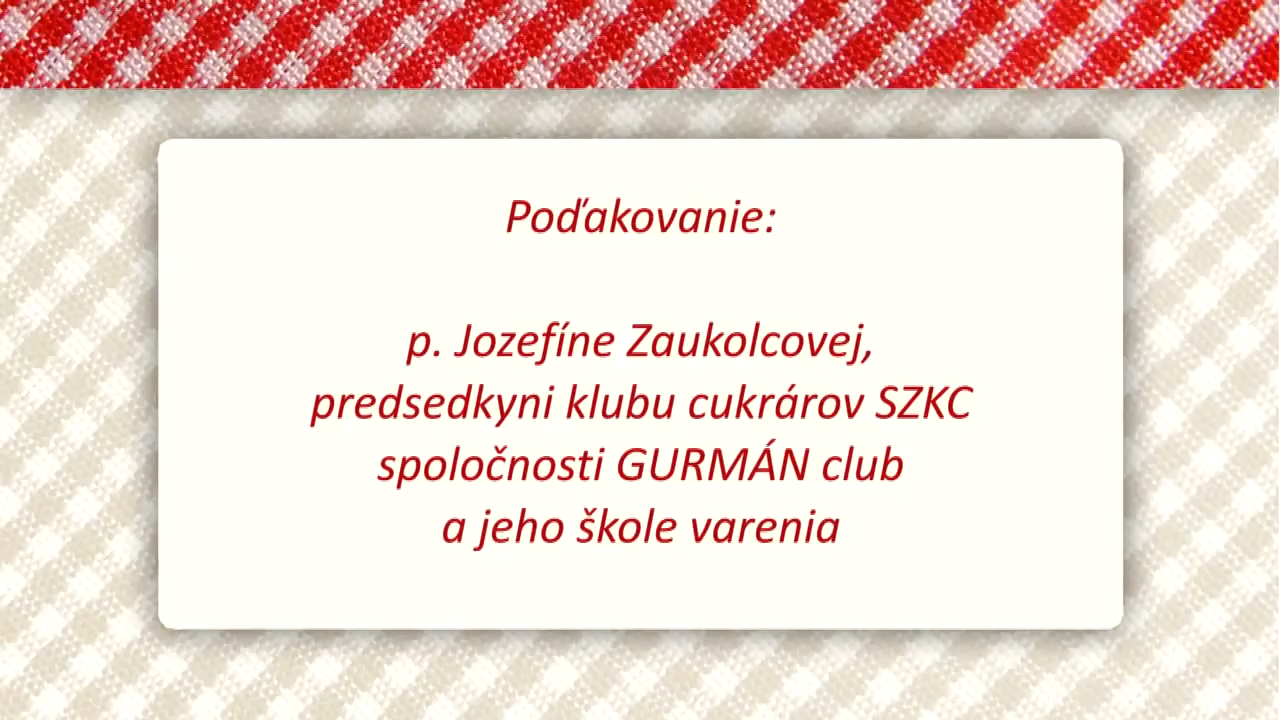 Poďakovanie:
p. Jozefíne Zaukolcovej,
predsedkyni klubu cukrárov SZKC
spoločnosti GURMÁN club
a jeho škole varenia